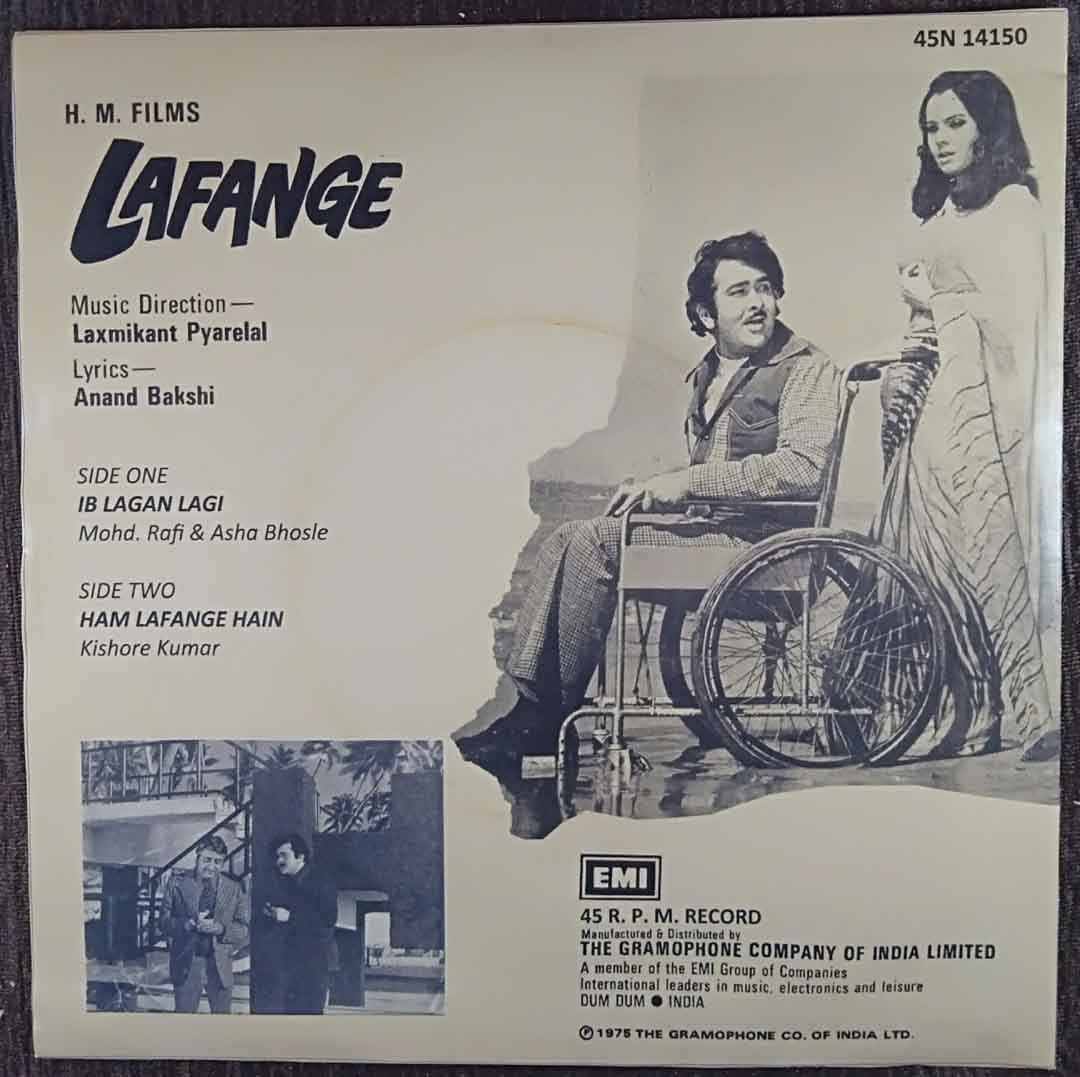 45N 14150
H. M. FILMS
LAFANGE
Music Direction—
Laxmikant Pyarelal
Lyrics—
Anand Bakshi
SIDE ONE
IB LAGAN LAGI
Mohd. Rafi & Asha Bhosle
SIDE TWO
HAM LAFANGE HAIN
Kishore Kumar
EMI
45 R. P. M. RECORD
Manufactured & Distributed by
THE GRAMOPHONE COMPANY OF INDIA LIMITED
A member of the EMI Group of Companies
International leaders in music, electronics and leisure
DUM DUM ● INDIA
℗ 1975 THE GRAMOPHONE CO. OF INDIA LTD.